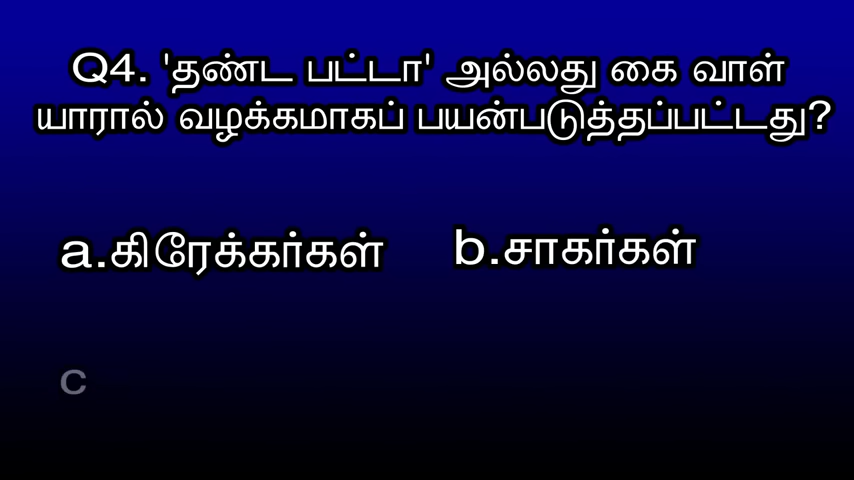 Q4. 'தண்ட பட்டா' அல்லது கை வாள்
யாரால் வழக்கமாகப் பயன்படுத்தப்பட்டது?
a.கிரேக்கர்கள் b.சாகர்கள்
c